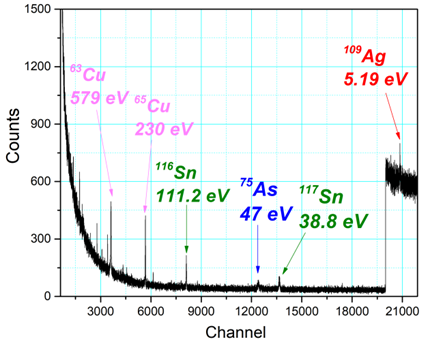 1500
1200
900
600
300
0
Counts
⁶³Cu
579 eV
⁶⁵Cu
230 eV
¹¹⁶Sn
111.2 eV
⁷⁵As
47 eV
¹¹⁷Sn
38.8 eV
¹⁰⁹Ag
5.19 eV
3000 6000 9000 12000 15000 18000 21000
Channel